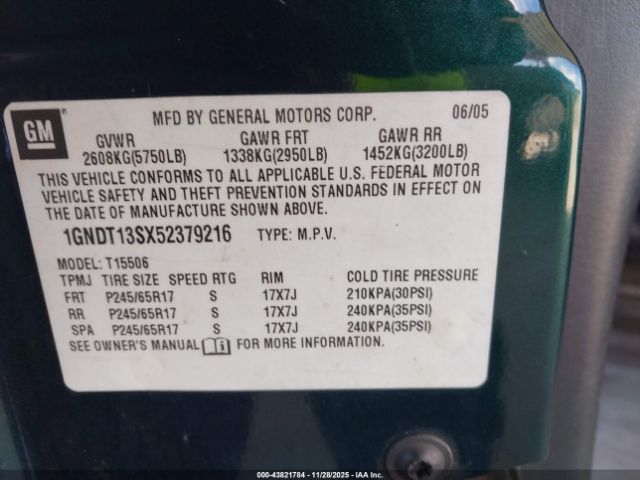 GM
MFD BY GENERAL MOTORS CORP. 06/05
GVWR GAWR FRT GAWR RR
2608KG(5750LB) 1338KG(2950LB) 1452KG(3200LB)
THIS VEHICLE CONFORMS TO ALL APPLICABLE U.S. FEDERAL MOTOR
VEHICLE SAFETY AND THEFT PREVENTION STANDARDS IN EFFECT ON
THE DATE OF MANUFACTURE SHOWN ABOVE.
1GNDT13SX52379216 TYPE: M.P.V.
MODEL: T15506
TPMJ TIRE SIZE SPEED RTG RIM COLD TIRE PRESSURE
FRT P245/65R17 S 17X7J 210KPA(30PSI)
RR P245/65R17 S 17X7J 240KPA(35PSI)
SPA P245/65R17 S 17X7J 240KPA(35PSI)
SEE OWNER'S MANUAL FOR MORE INFORMATION.
000-43821784 | 11/28/2025 | IAAI.com